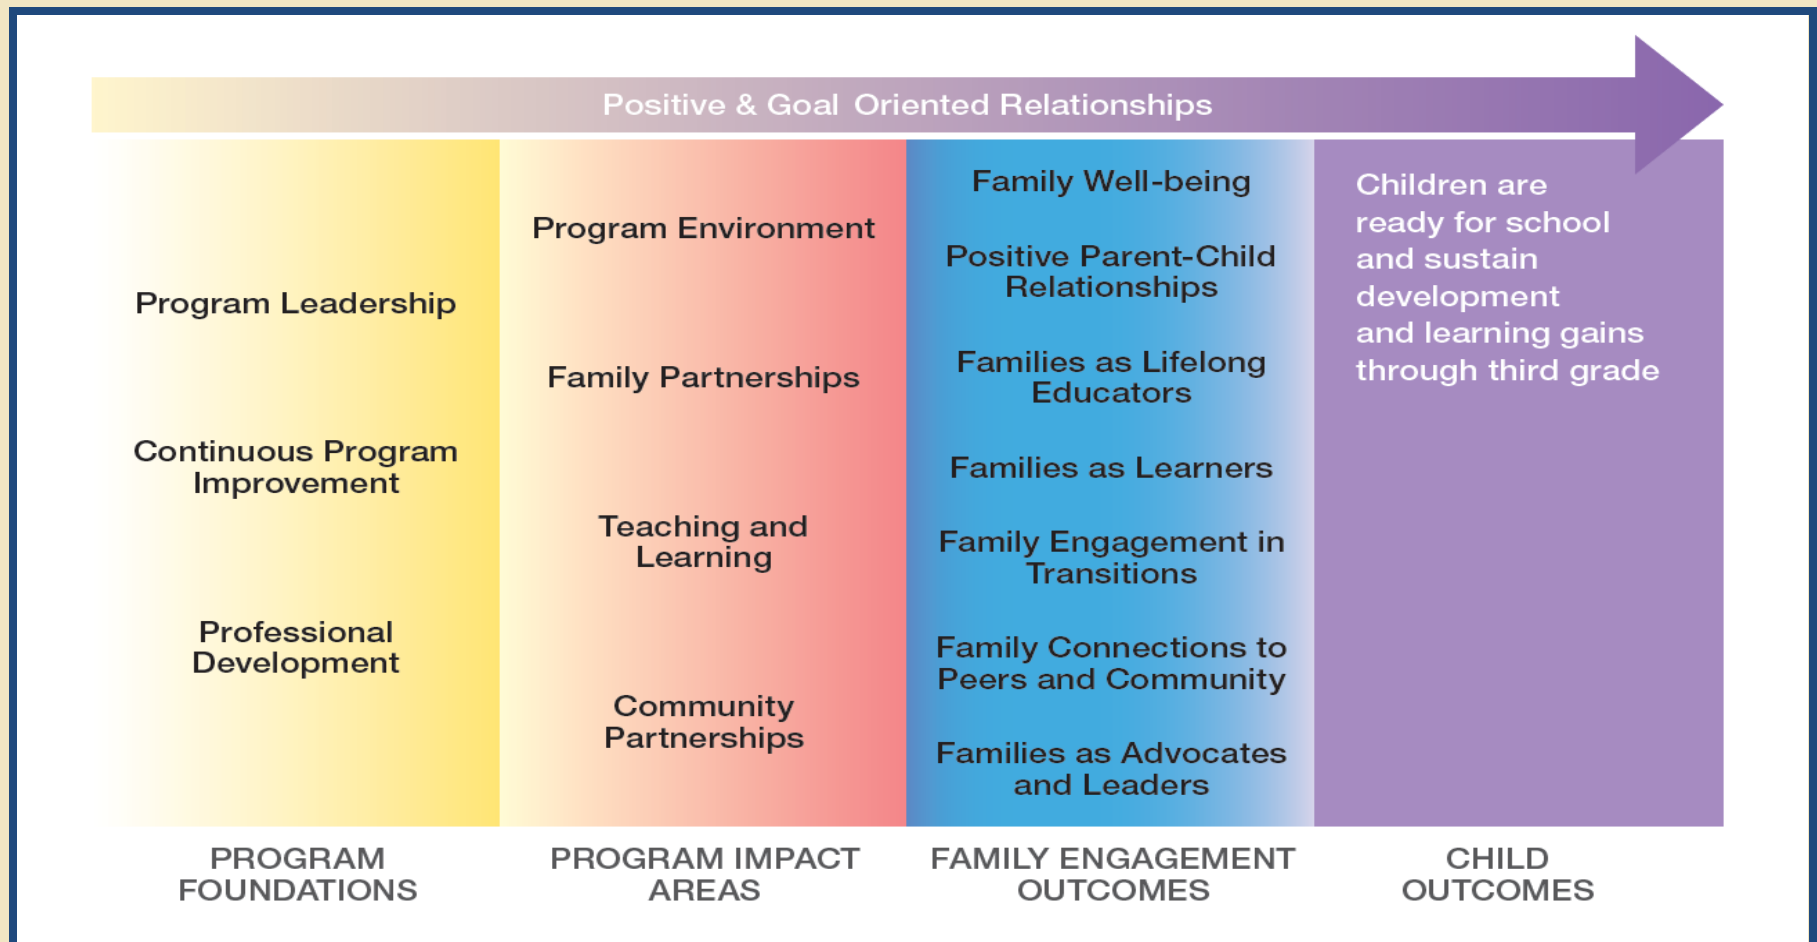 Positive & Goal Oriented Relationships
Program Leadership
Continuous Program
Improvement
Professional
Development
PROGRAM
FOUNDATIONS
Program Environment
Family Partnerships
Teaching and
Learning
Community
Partnerships
PROGRAM IMPACT
AREAS
Family Well-being
Positive Parent-Child
Relationships
Families as Lifelong
Educators
Families as Learners
Family Engagement in
Transitions
Family Connections to
Peers and Community
Families as Advocates
and Leaders
FAMILY ENGAGEMENT
OUTCOMES
Children are
ready for school
and sustain
development
and learning gains
through third grade
CHILD
OUTCOMES